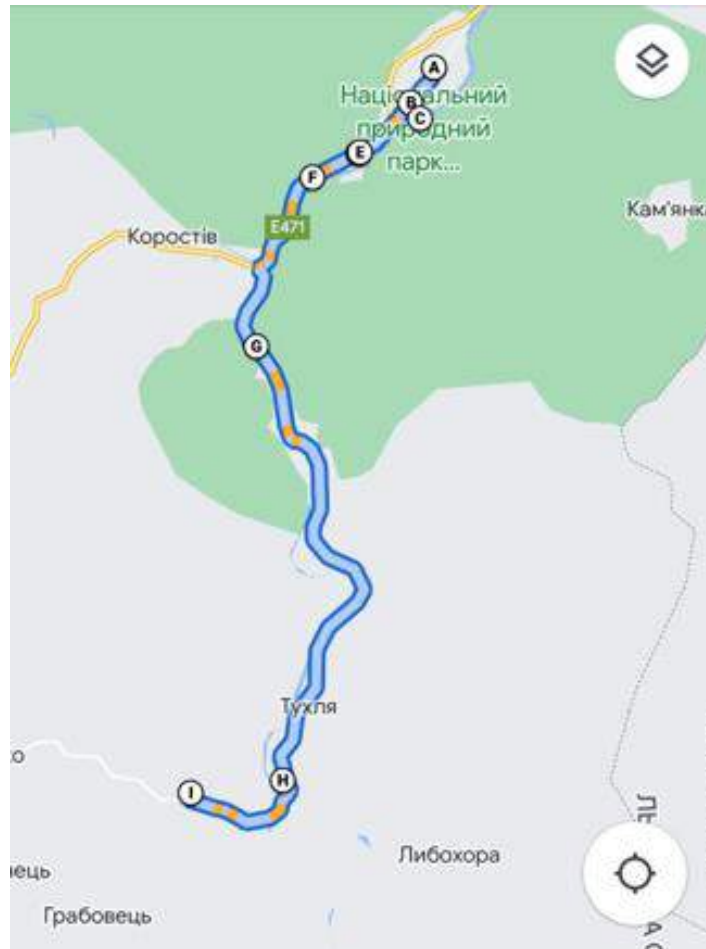 A
Національний
B
C
природний
E
парк...
F
Кам'янка
E471
Коростів
G
Тухля
H
I
Либохора
Грабовець